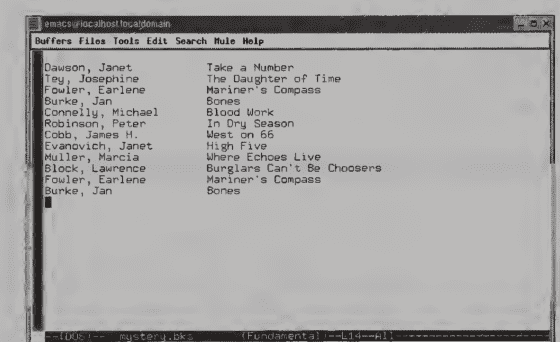 emacs@localhost.localdomain
Buffers Files Tools Edit Search Mule Help
Dawson, Janet Take a Number
Tey, Josephine The Daughter of Time
Fowler, Earlene Mariner's Compass
Burke, Jan Bones
Connelly, Michael Blood Work
Robinson, Peter In Dry Season
Cobb, James H. West on 66
Evanovich, Janet High Five
Muller, Marcia Where Echoes Live
Block, Lawrence Burglars Can't Be Choosers
Fowler, Earlene Mariner's Compass
Burke, Jan Bones
--(DOS)-- mystery.bks (Fundamental)--L14--All---